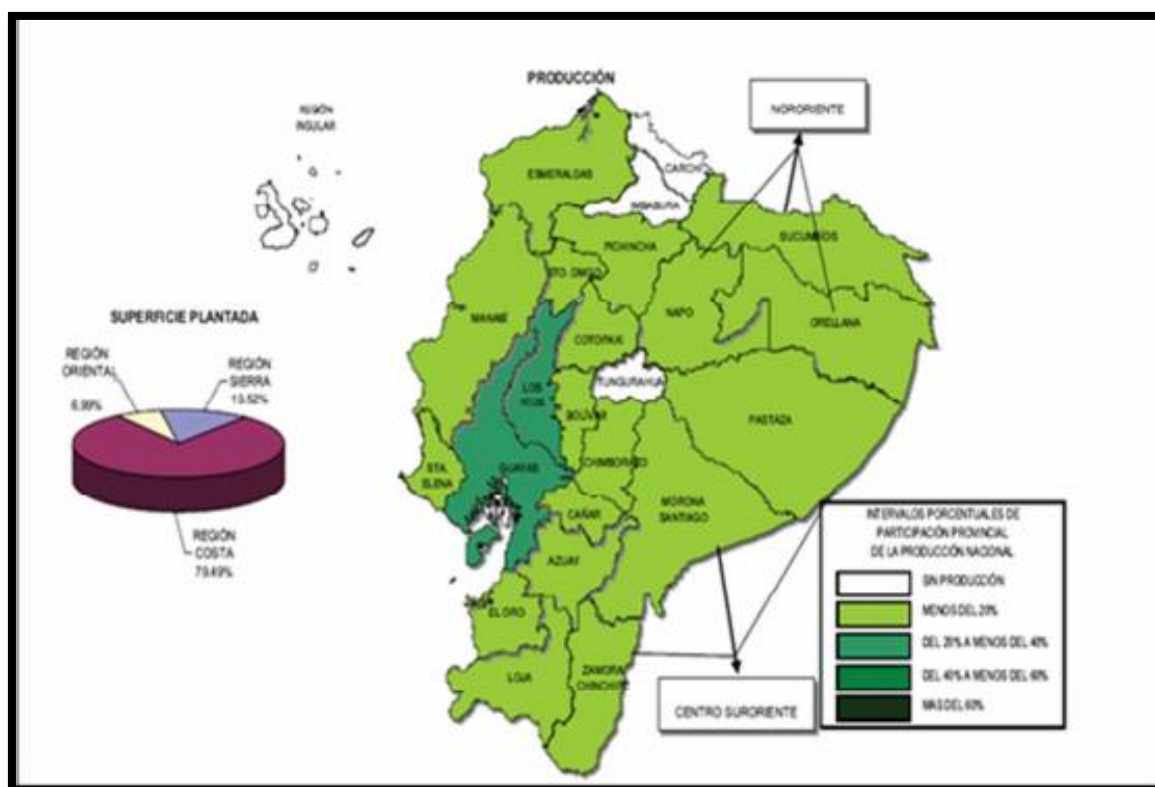 PRODUCCIÓN
REGIÓN
INSULAR
NORORIENTE
CARCHI
ESMERALDAS
IMBABURA
SUCUMBIOS
PICHINCHA
STO. DMGO
MANABÍ
NAPO
ORELLANA
COTOPAXI
SUPERFICIE PLANTADA
REGIÓN
ORIENTAL
6,99%
REGIÓN
SIERRA
13,52%
TUNGURAHUA
LOS
BOLÍVAR
PASTAZA
GUAYAS
CHIMBORAZO
STA.
ELENA
MORONA
SANTIAGO
CAÑAR
REGIÓN
COSTA
79,49%
AZUAY
EL ORO
LOJA
ZAMORA
CHINCHIPE
CENTRO SURORIENTE
INTERVALOS PORCENTUALES DE
PARTICIPACIÓN PROVINCIAL
DE LA PRODUCCIÓN NACIONAL
SIN PRODUCCIÓN
MENOS DEL 20%
DEL 20% A MENOS DEL 40%
DEL 40% A MENOS DEL 60%
MAS DEL 60%